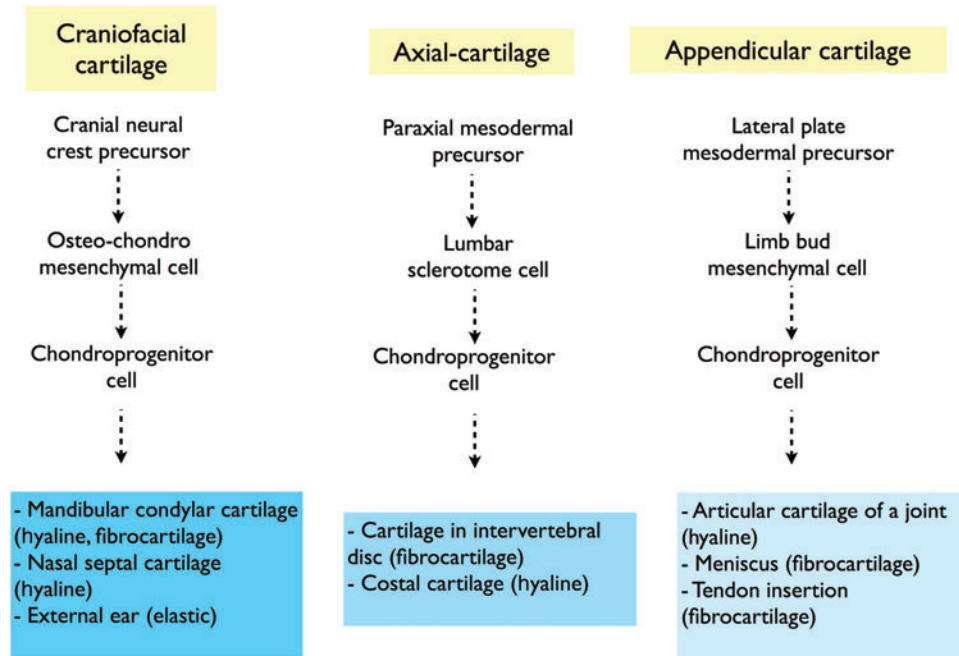 Craniofacial
cartilage
Cranial neural
crest precursor
Osteo-chondro
mesenchymal cell
Chondroprogenitor
cell
- Mandibular condylar cartilage
(hyaline, fibrocartilage)
- Nasal septal cartilage
(hyaline)
- External ear (elastic)
Axial-cartilage
Paraxial mesodermal
precursor
Lumbar
sclerotome cell
Chondroprogenitor
cell
- Cartilage in intervertebral
disc (fibrocartilage)
- Costal cartilage (hyaline)
Appendicular cartilage
Lateral plate
mesodermal precursor
Limb bud
mesenchymal cell
Chondroprogenitor
cell
- Articular cartilage of a joint
(hyaline)
- Meniscus (fibrocartilage)
- Tendon insertion
(fibrocartilage)